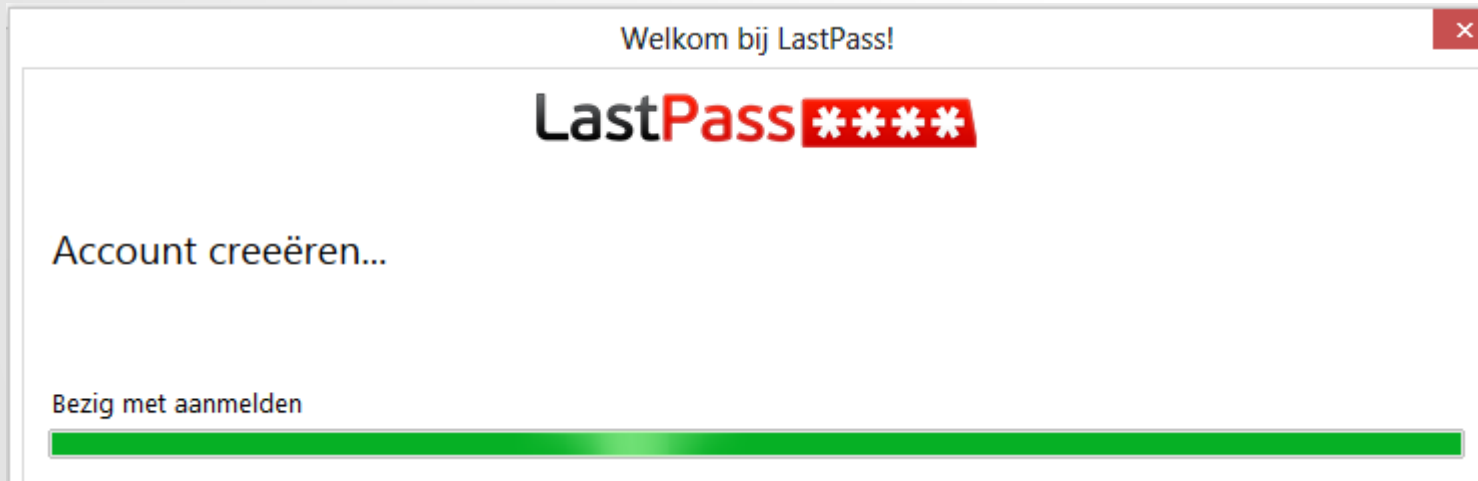 Welkom bij LastPass!
LastPass ****
Account creeëren...
Bezig met aanmelden